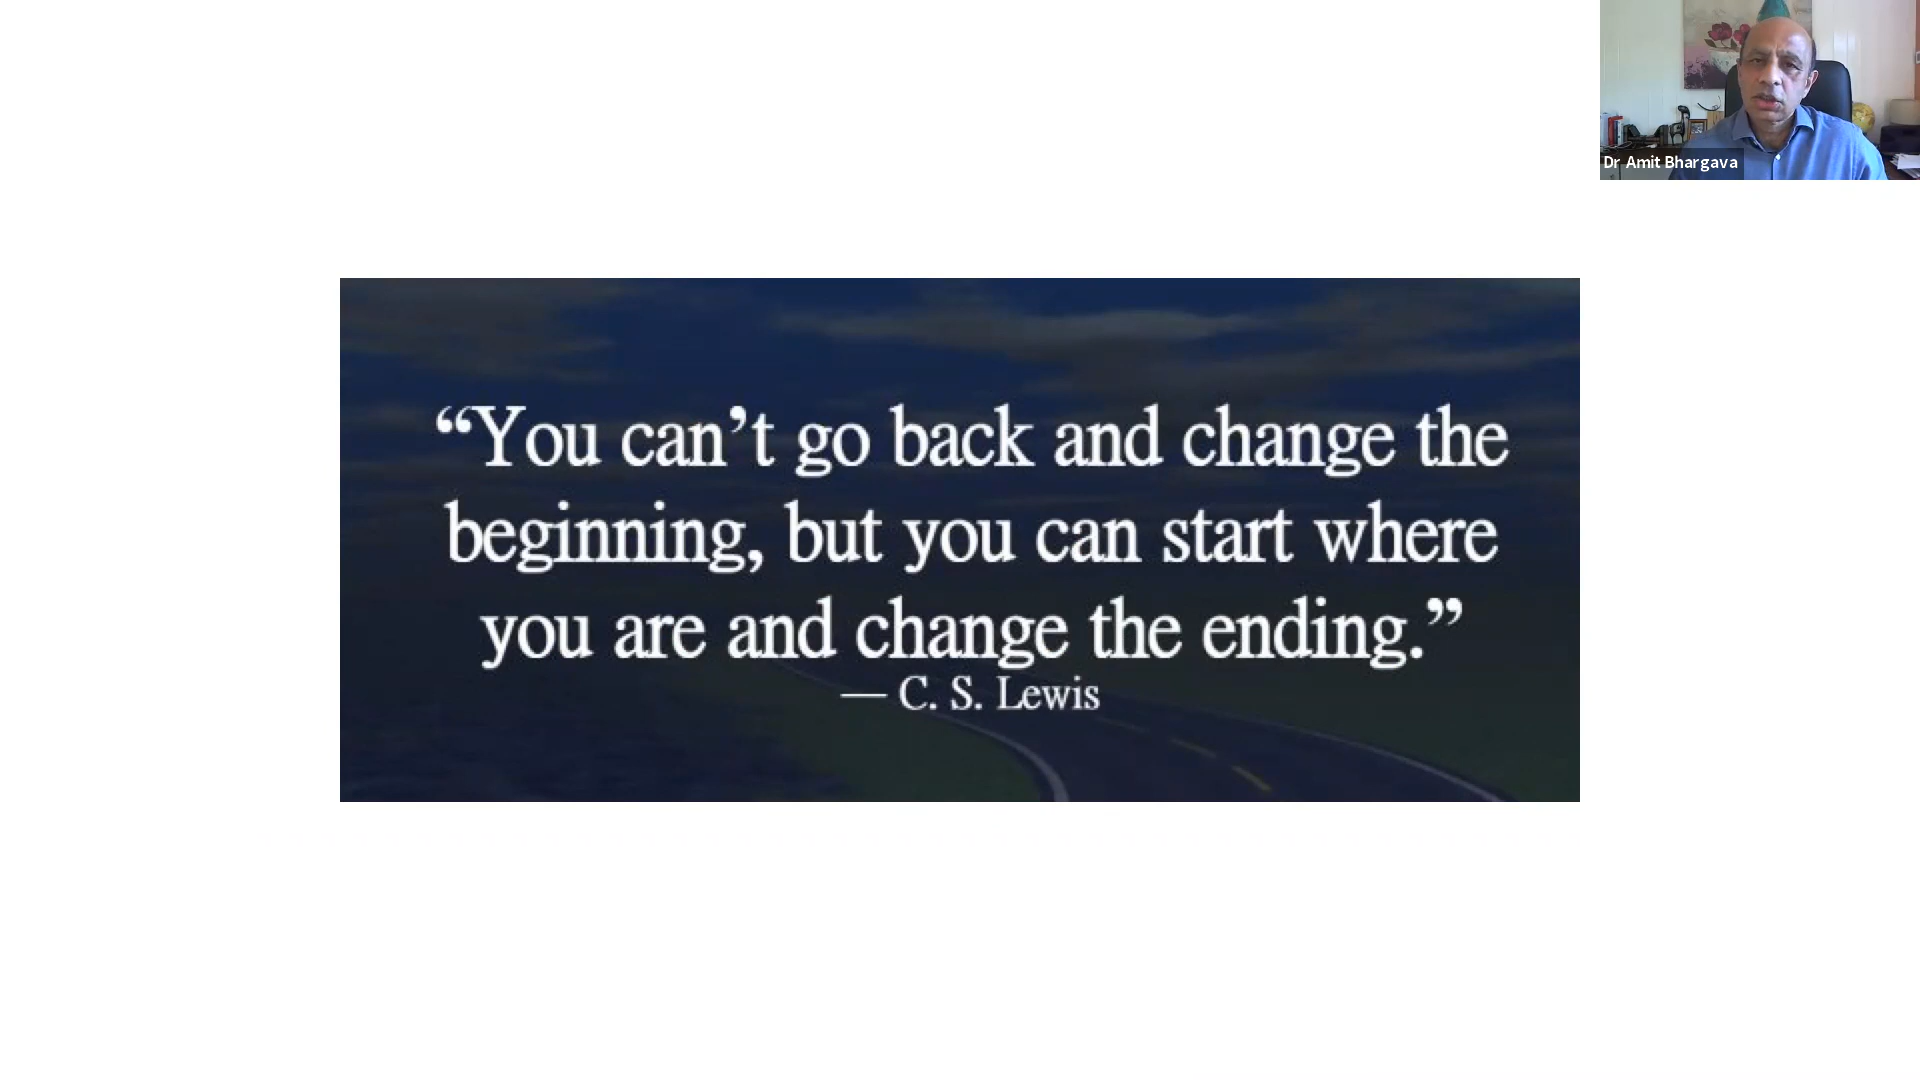 Dr Amit Bhargava
“You can’t go back and change the
beginning, but you can start where
you are and change the ending.”
— C. S. Lewis